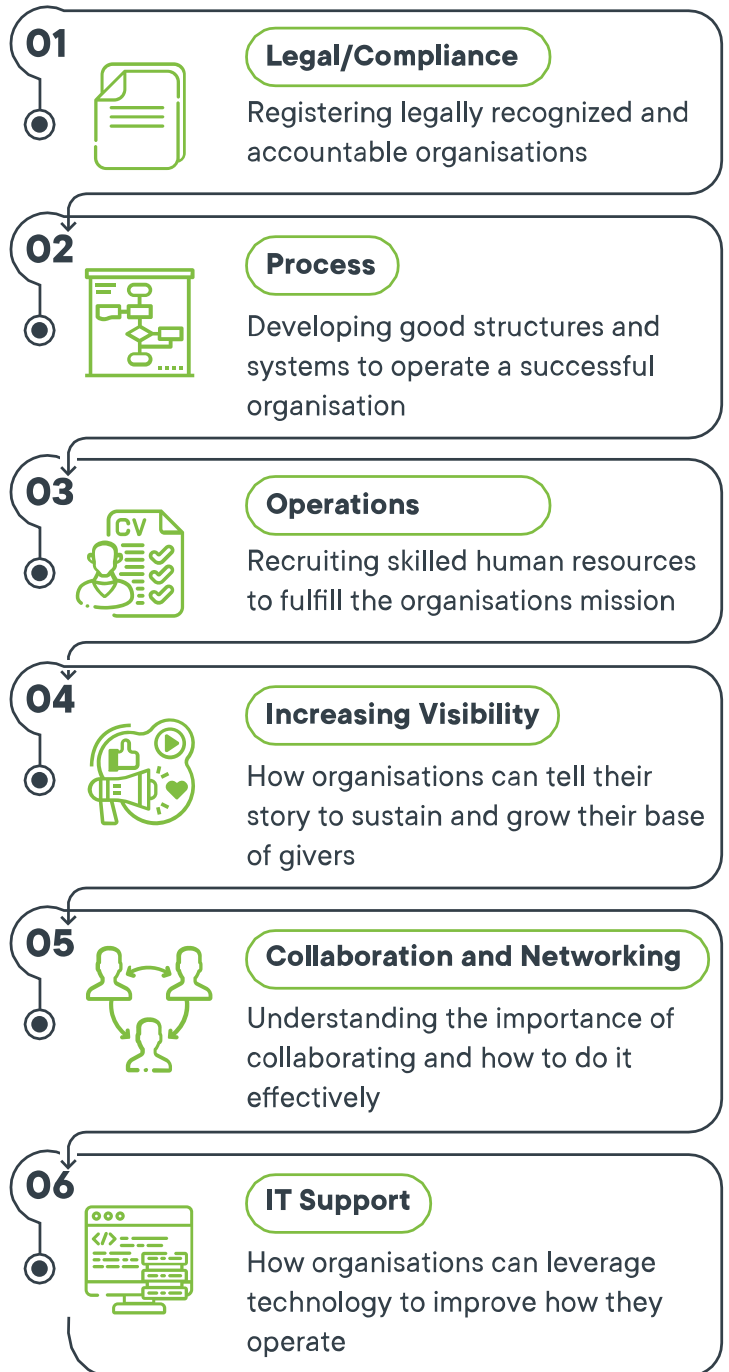 01
Legal/Compliance
Registering legally recognized and
accountable organisations
02
Process
Developing good structures and
systems to operate a successful
organisation
03
CV
Operations
Recruiting skilled human resources
to fulfill the organisations mission
04
Increasing Visibility
How organisations can tell their
story to sustain and grow their base
of givers
05
Collaboration and Networking
Understanding the importance of
collaborating and how to do it
effectively
06
</>
IT Support
How organisations can leverage
technology to improve how they
operate